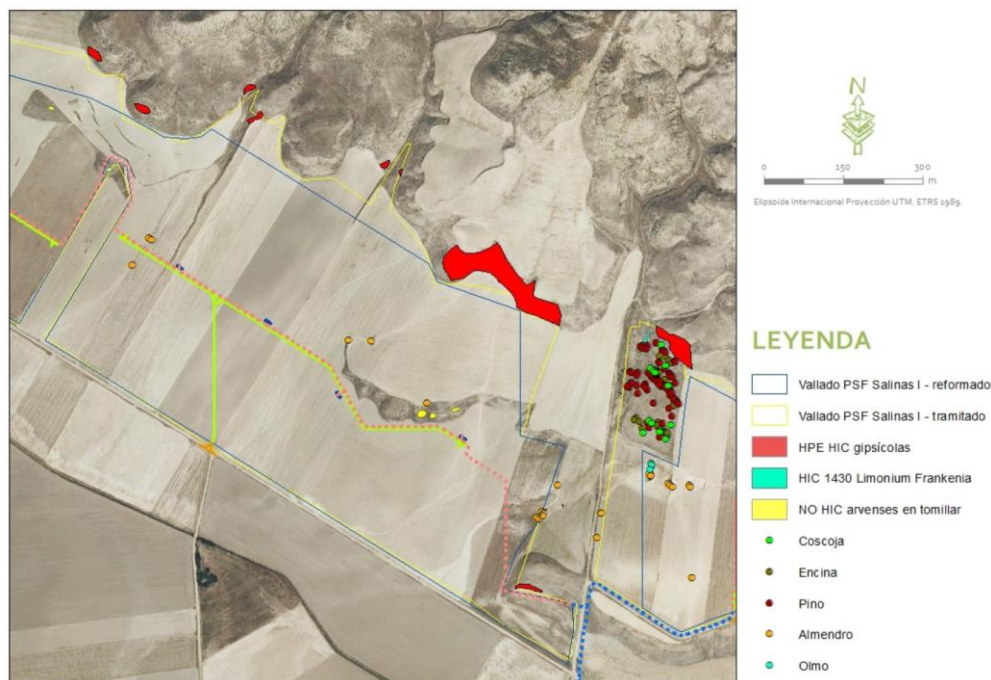 N
0 150 300
m
Elipsoide Internacional Proyección UTM. ETRS 1989.
LEYENDA
Vallado PSF Salinas I - reformado
Vallado PSF Salinas I - tramitado
HPE HIC gipsícolas
HIC 1430 Limonium Frankenia
NO HIC arvenses en tomillar
Coscoja
Encina
Pino
Almendro
Olmo